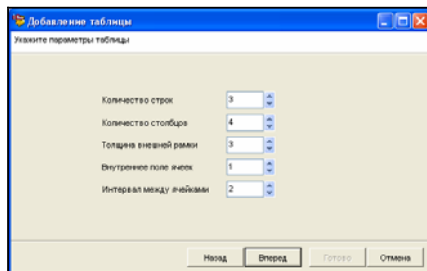 Добавление таблицы
Укажите параметры таблицы
Количество строк 3
Количество столбцов 4
Толщина внешней рамки 3
Внутреннее поле ячеек 1
Интервал между ячейками 2
Назад Вперед Готово Отмена